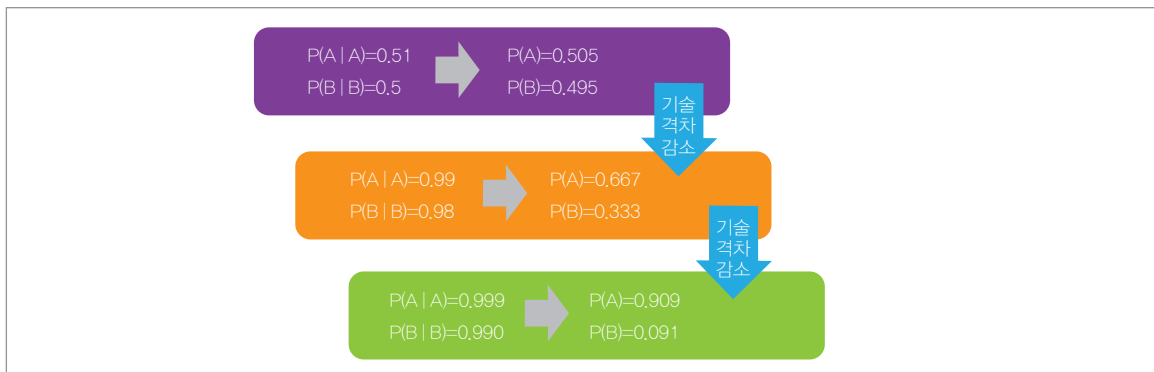 P(A | A)=0.51
P(B | B)=0.5
P(A)=0.505
P(B)=0.495
기술
격차
감소
P(A | A)=0.99
P(B | B)=0.98
P(A)=0.667
P(B)=0.333
기술
격차
감소
P(A | A)=0.999
P(B | B)=0.990
P(A)=0.909
P(B)=0.091